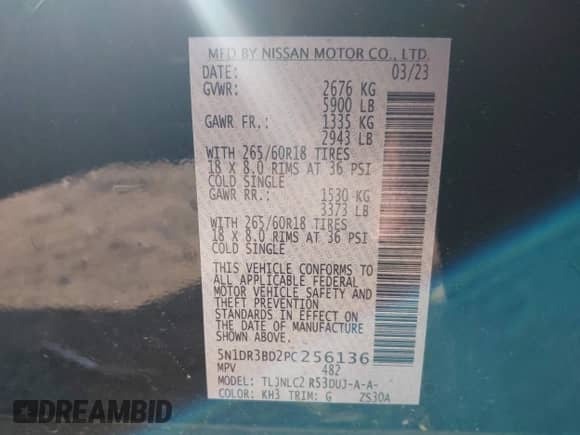 MFD BY NISSAN MOTOR CO., LTD.
DATE: 03/23
GVWR: 2676 KG
5900 LB
GAWR FR.: 1335 KG
2943 LB
WITH 265/60R18 TIRES
18 X 8.0 RIMS AT 36 PSI
COLD SINGLE
GAWR RR.: 1530 KG
3373 LB
WITH 265/60R18 TIRES
18 X 8.0 RIMS AT 36 PSI
COLD SINGLE
THIS VEHICLE CONFORMS TO
ALL APPLICABLE FEDERAL
MOTOR VEHICLE SAFETY AND
THEFT PREVENTION
STANDARDS IN EFFECT ON
THE DATE OF MANUFACTURE
SHOWN ABOVE.
5N1DR3BD2PC256136
MPV 482
MODEL: TLJNLC2 R53DUJ-A-A-
COLOR: KH3 TRIM: G ZS30A
EASTERBID